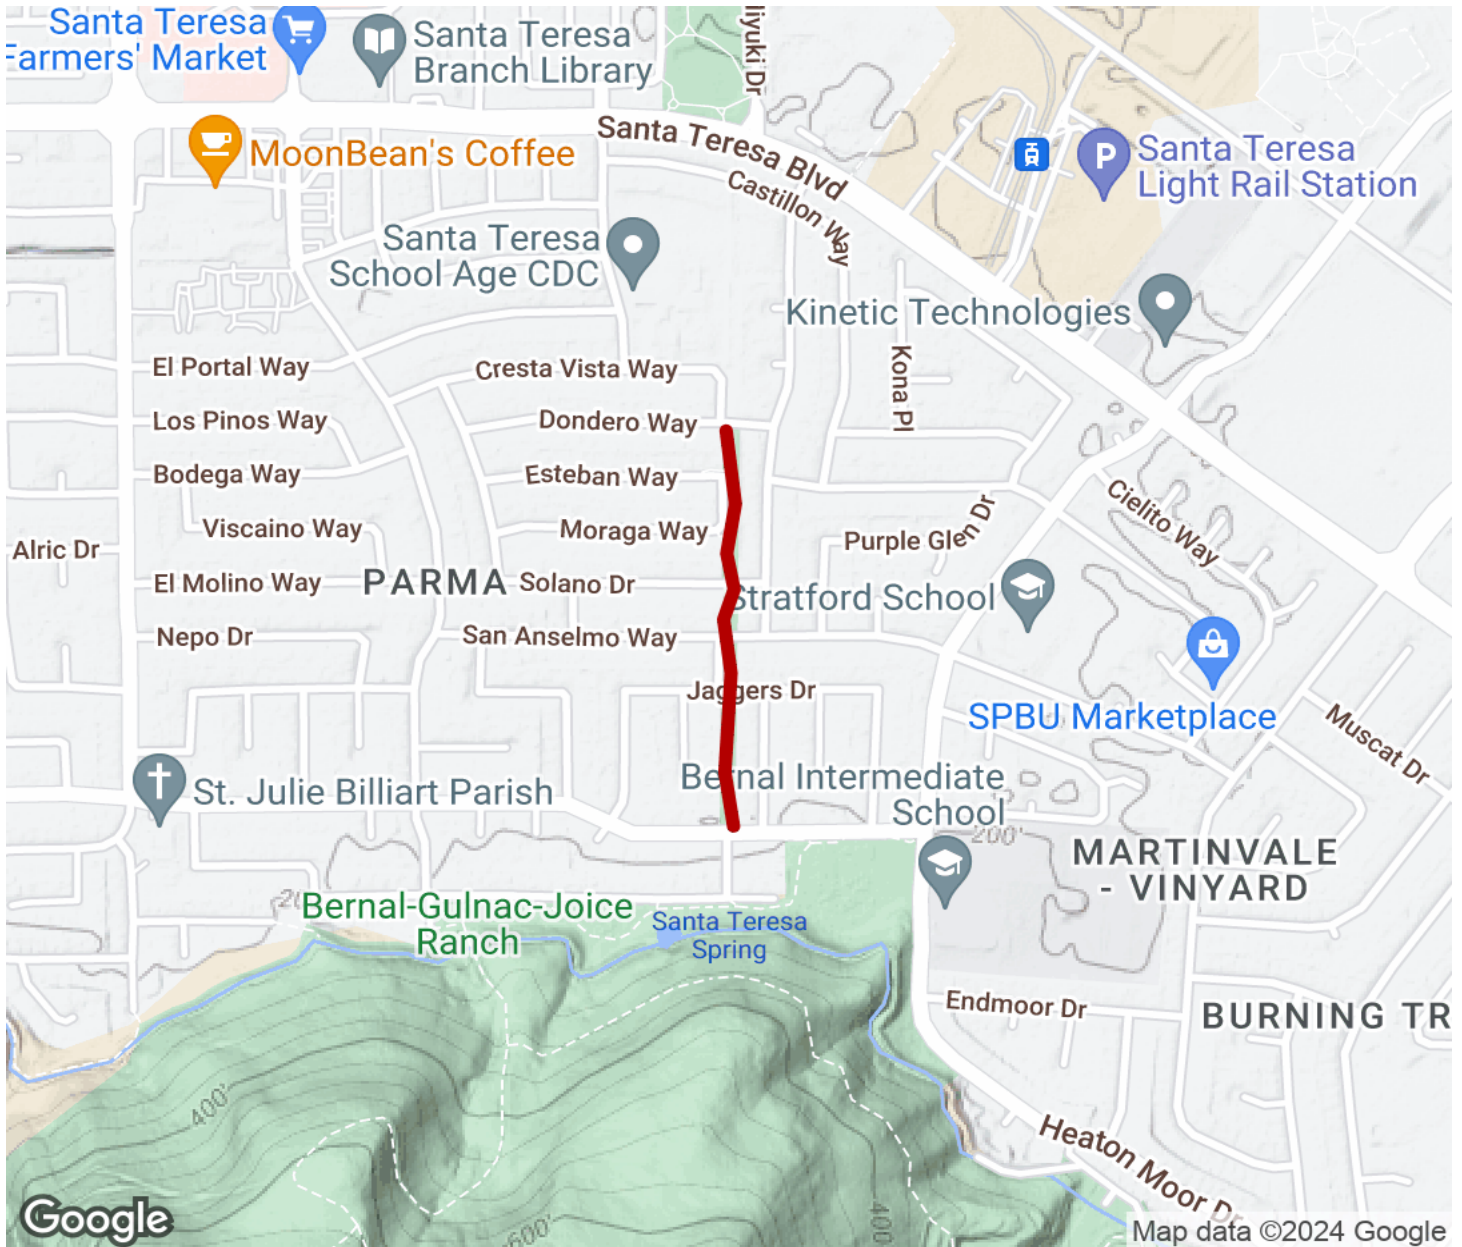 Santa Teresa
Farmers' Market
Santa Teresa
Branch Library
iyuki Dr
MoonBean's Coffee
Santa Teresa Blvd
Castillon Way
Santa Teresa
Light Rail Station
P
Santa Teresa
School Age CDC
Kinetic Technologies
El Portal Way
Cresta Vista Way
Kona Pl
Los Pinos Way
Dondero Way
Bodega Way
Esteban Way
Cielito Way
Viscaino Way
Moraga Way
Purple Glen Dr
Alric Dr
El Molino Way
PARMA
Solano Dr
Stratford School
Nepo Dr
San Anselmo Way
Jaggers Dr
SPBU Marketplace
Muscat Dr
St. Julie Billiart Parish
Bernal Intermediate
School
200'
MARTINVALE
- VINYARD
Bernal-Gulnac-Joice
Ranch
Santa Teresa
Spring
Endmoor Dr
BURNING TR
400'
Heaton Moor Dr
400
600'
Google
Map data ©2024 Google